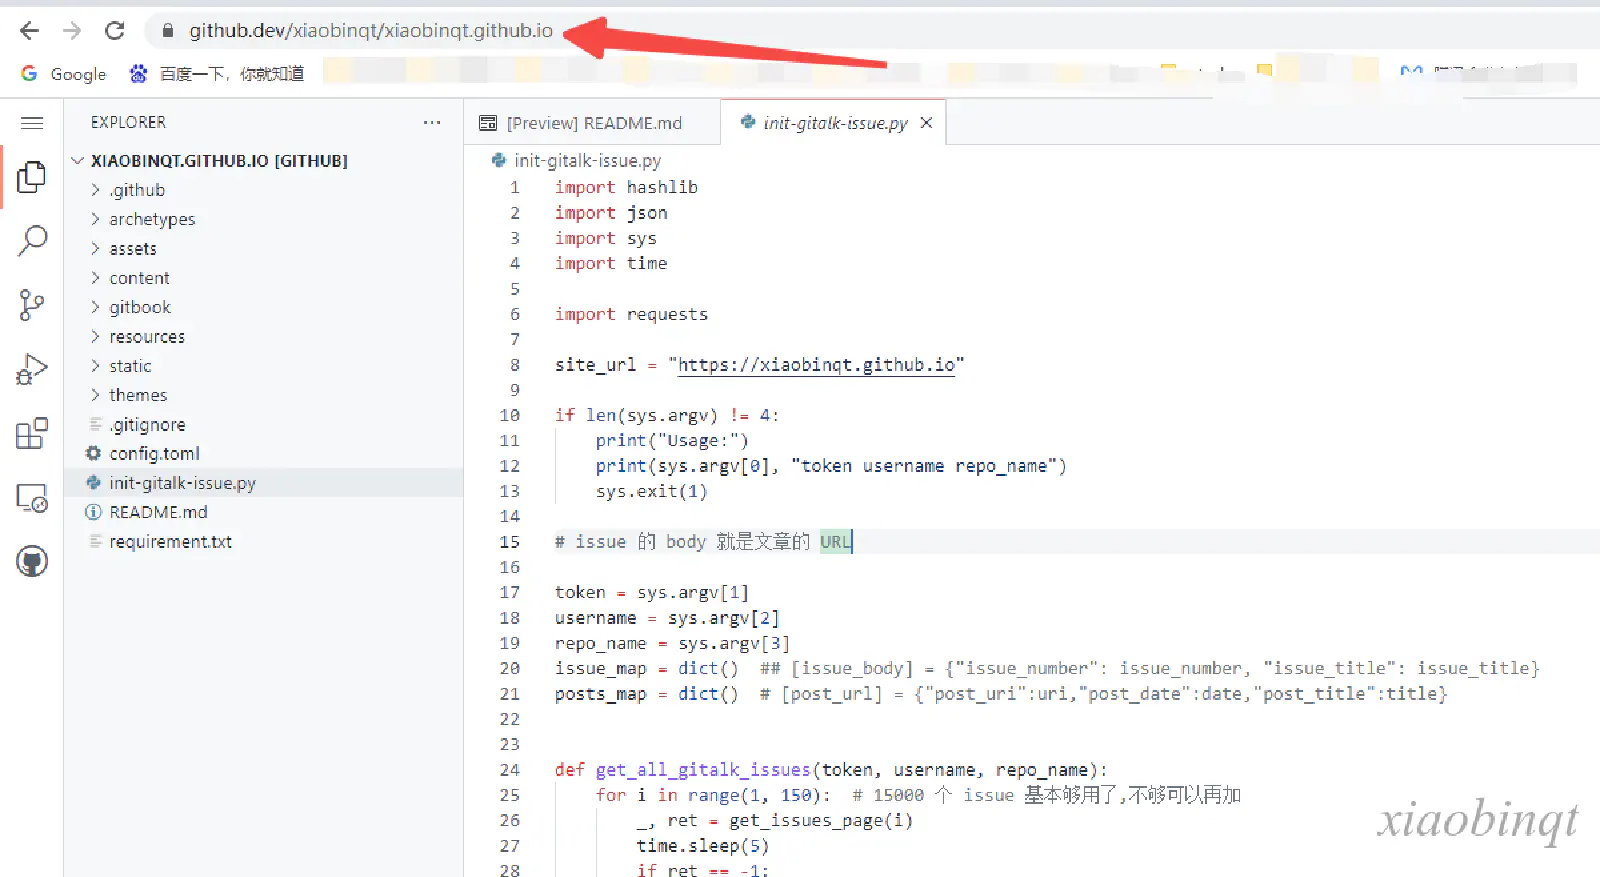 github.dev/xiaobinqt/xiaobinqt.github.io
Google 百度一下，你就知道
EXPLORER
XIAOBINQT.GITHUB.IO [GITHUB]
.github
archetypes
assets
content
gitbook
resources
static
themes
.gitignore
config.toml
init-gitalk-issue.py
README.md
requirement.txt
[Preview] README.md
init-gitalk-issue.py
init-gitalk-issue.py
1 import hashlib
2 import json
3 import sys
4 import time
5
6 import requests
7
8 site_url = "https://xiaobinqt.github.io"
9
10 if len(sys.argv) != 4:
11 print("Usage:")
12 print(sys.argv[0], "token username repo_name")
13 sys.exit(1)
14
15 # issue 的 body 就是文章的 URL
16
17 token = sys.argv[1]
18 username = sys.argv[2]
19 repo_name = sys.argv[3]
20 issue_map = dict() ## [issue_body] = {"issue_number": issue_number, "issue_title": issue_title}
21 posts_map = dict() # [post_url] = {"post_uri":uri,"post_date":date,"post_title":title}
22
23
24 def get_all_gitalk_issues(token, username, repo_name):
25 for i in range(1, 150): # 15000 个 issue 基本够用了,不够可以再加
26 _, ret = get_issues_page(i)
27 time.sleep(5)
28 if ret == -1:
xiaobinqt